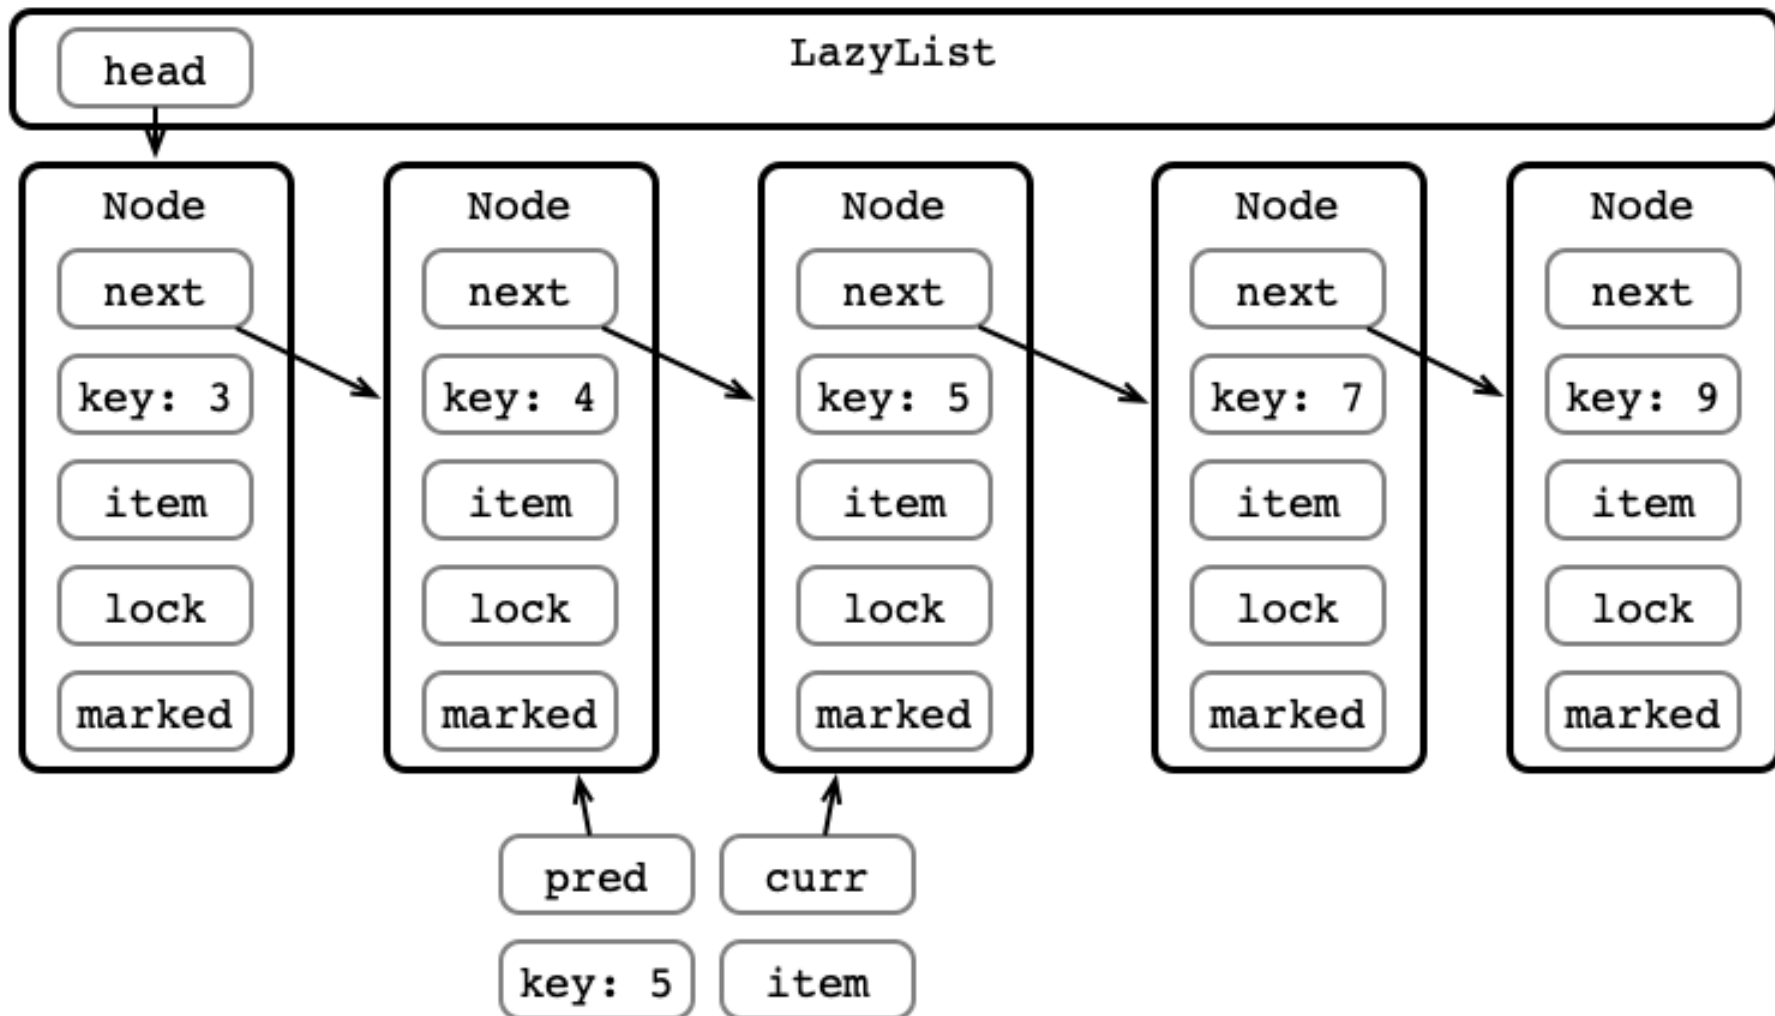 LazyList
head
Node Node Node Node Node
next next next next next
key: 3 key: 4 key: 5 key: 7 key: 9
item item item item item
lock lock lock lock lock
marked marked marked marked marked
pred curr
key: 5 item